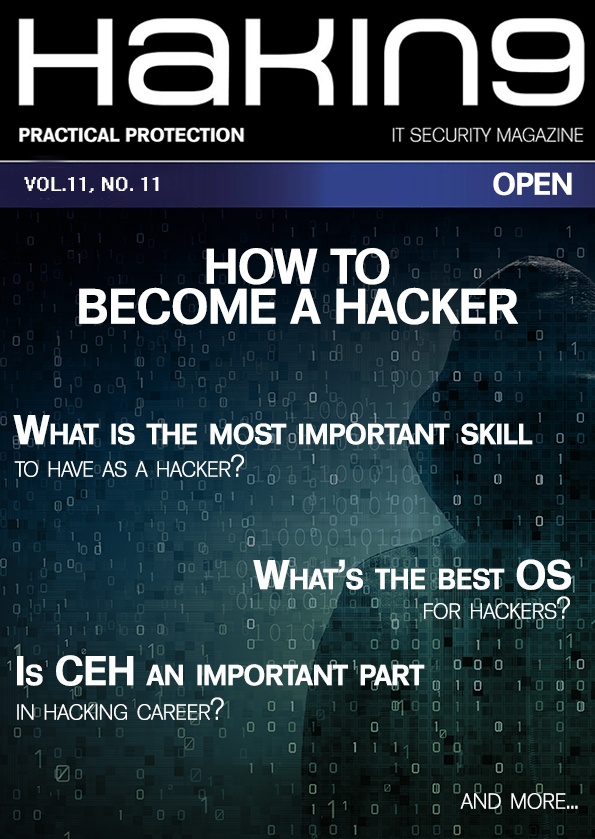 HAKIN9
PRACTICAL PROTECTION
IT SECURITY MAGAZINE
VOL.11, NO. 11
OPEN
HOW TO
BECOME A HACKER
WHAT IS THE MOST IMPORTANT SKILL
TO HAVE AS A HACKER?
WHAT'S THE BEST OS
FOR HACKERS?
IS CEH AN IMPORTANT PART
IN HACKING CAREER?
AND MORE...